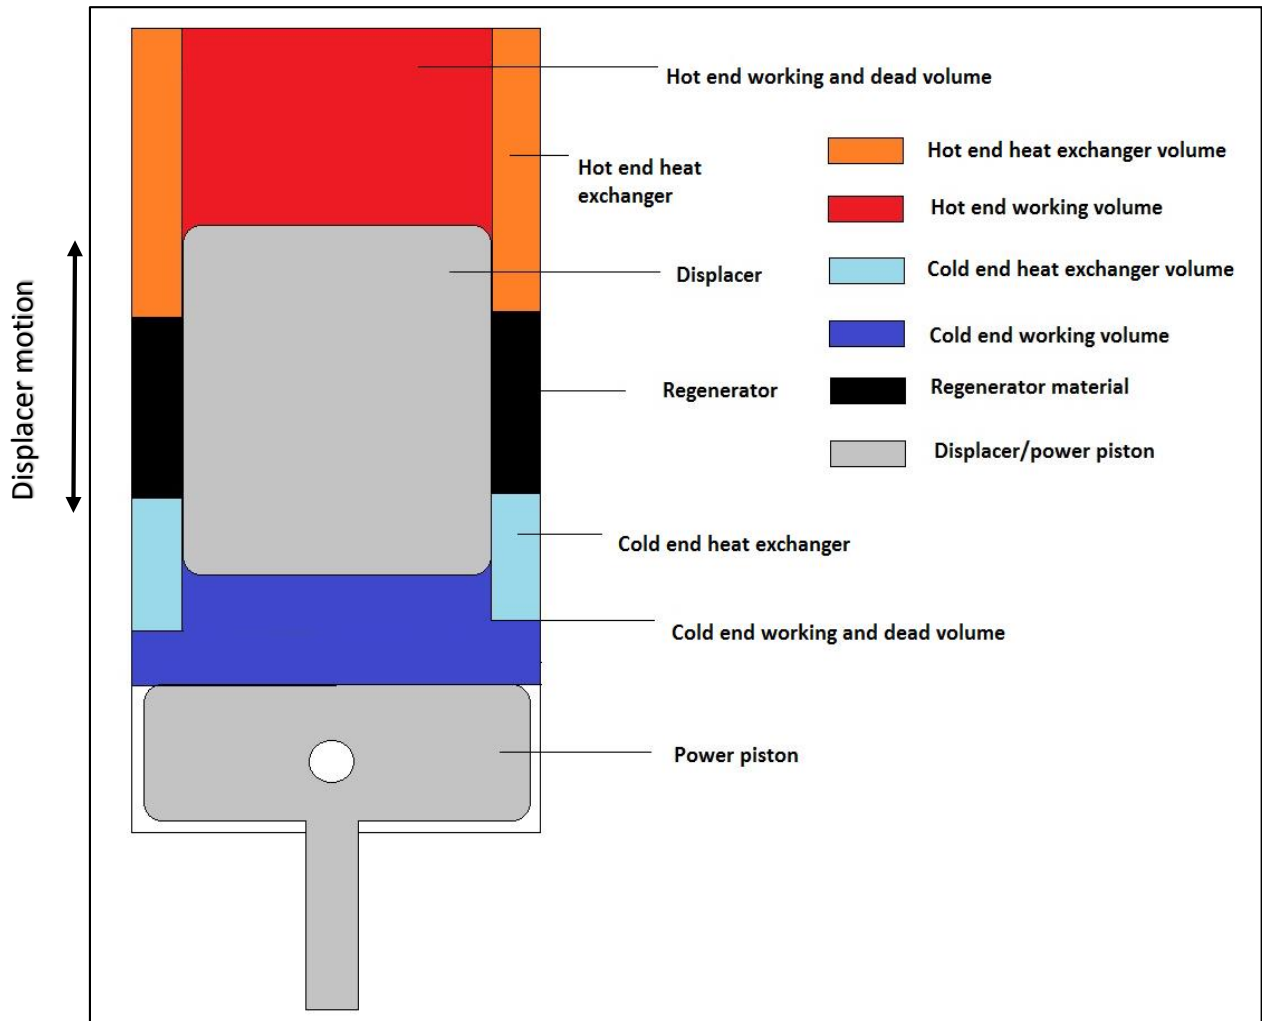 Hot end working and dead volume
Hot end heat
exchanger
Displacer
Regenerator
Cold end heat exchanger
Cold end working and dead volume
Power piston
Hot end heat exchanger volume
Hot end working volume
Cold end heat exchanger volume
Cold end working volume
Regenerator material
Displacer/power piston
Displacer motion